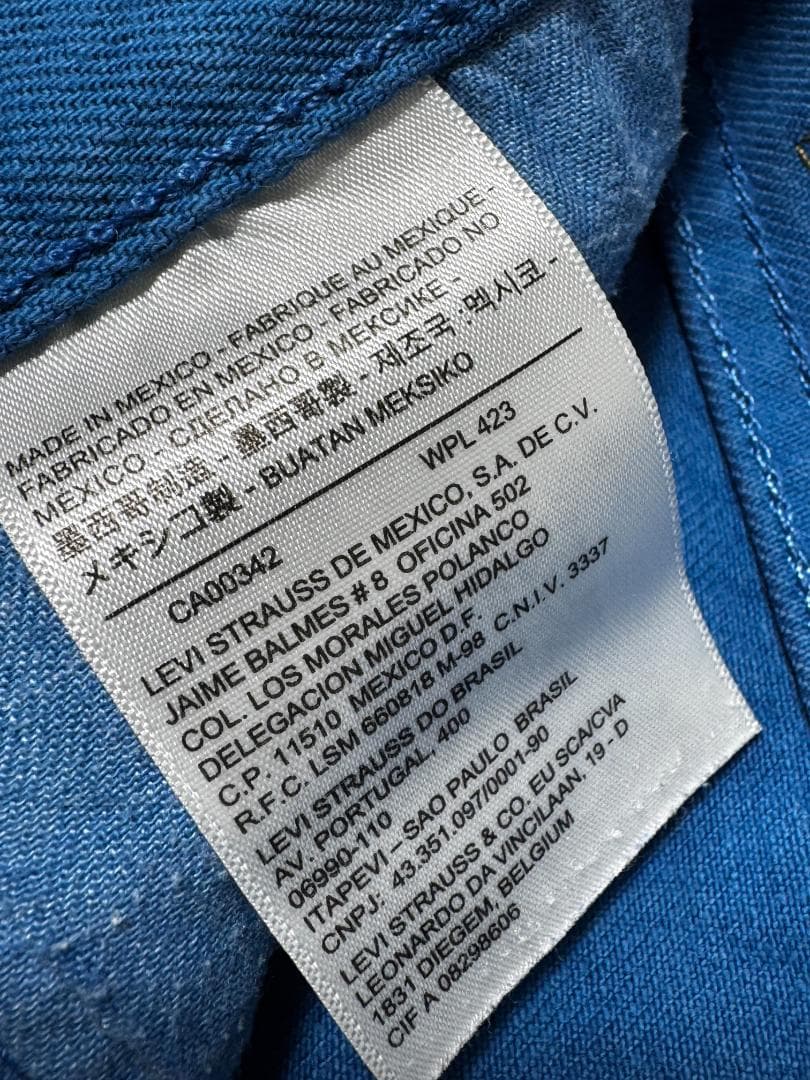 MADE IN MEXICO - FABRIQUE AU MEXIQUE -
FABRICADO EN MEXICO - FABRICADO NO
MÉXICO - СДЕЛАНО В МЕКСИКЕ -
墨西哥制造 - 墨西哥製 - 제조국 :멕시코 -
メキシコ製 - BUATAN MEKSIKO
CA00342 WPL 423
LEVI STRAUSS DE MEXICO, S.A. DE C.V.
JAIME BALMES # 8 OFICINA 502
COL. LOS MORALES POLANCO
DELEGACION MIGUEL HIDALGO
C.P. 11510 MEXICO D.F.
R.F.C. LSM 660818 M-98 C.N.I.V. 3337
LEVI STRAUSS DO BRASIL
AV. PORTUGAL, 400
06990-110
ITAPEVI – SAO PAULO BRASIL
CNPJ: 43.351.097/0001-90
LEVI STRAUSS & CO. EU SCA/CVA
LEONARDO DA VINCILAAN. 19 - D
1831 DIEGEM, BELGIUM
CIF A 08298606